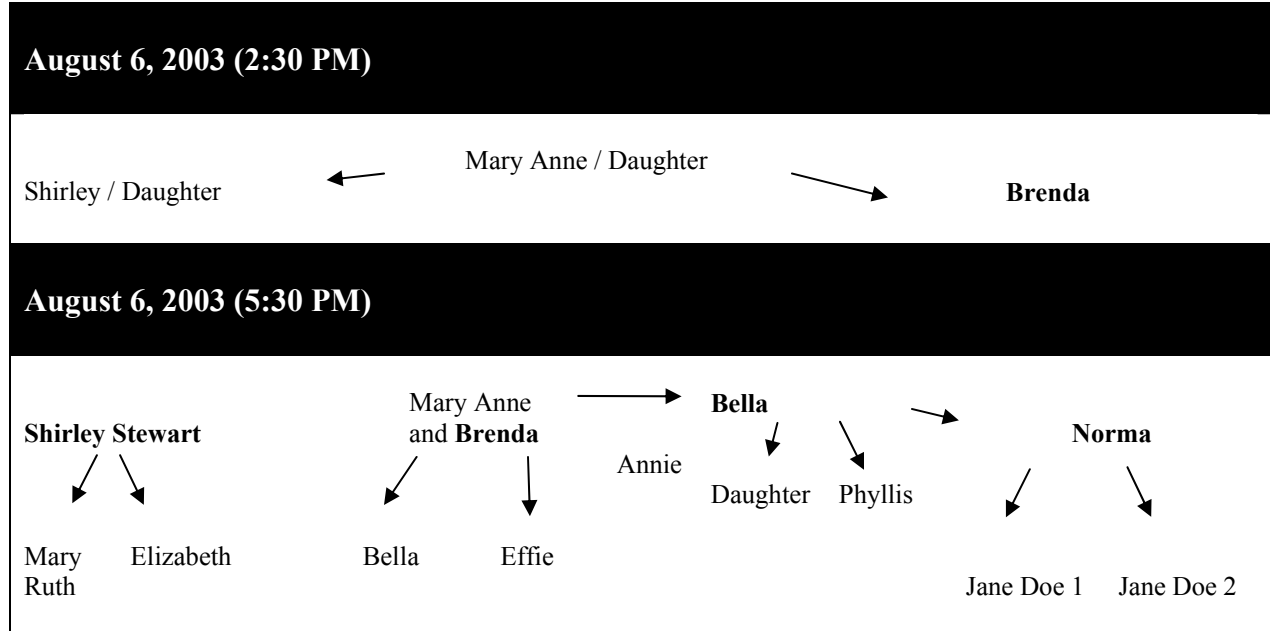 August 6, 2003 (2:30 PM)
Mary Anne / Daughter
Shirley / Daughter
Brenda
August 6, 2003 (5:30 PM)
Shirley Stewart
Mary Anne
and Brenda
Bella
Norma
Annie
Daughter
Phyllis
Mary
Ruth
Elizabeth
Bella
Effie
Jane Doe 1
Jane Doe 2